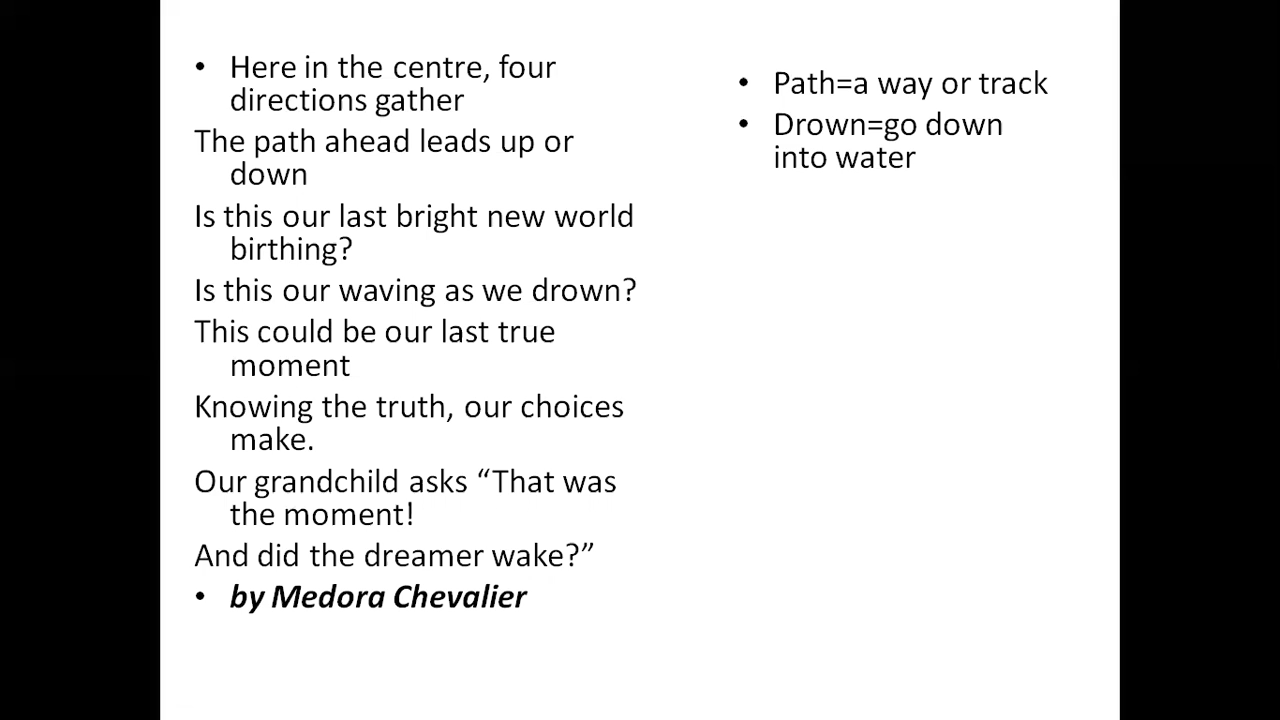 • Here in the centre, four
directions gather
The path ahead leads up or
down
Is this our last bright new world
birthing?
Is this our waving as we drown?
This could be our last true
moment
Knowing the truth, our choices
make.
Our grandchild asks “That was
the moment!
And did the dreamer wake?”
• by Medora Chevalier
• Path=a way or track
• Drown=go down
into water